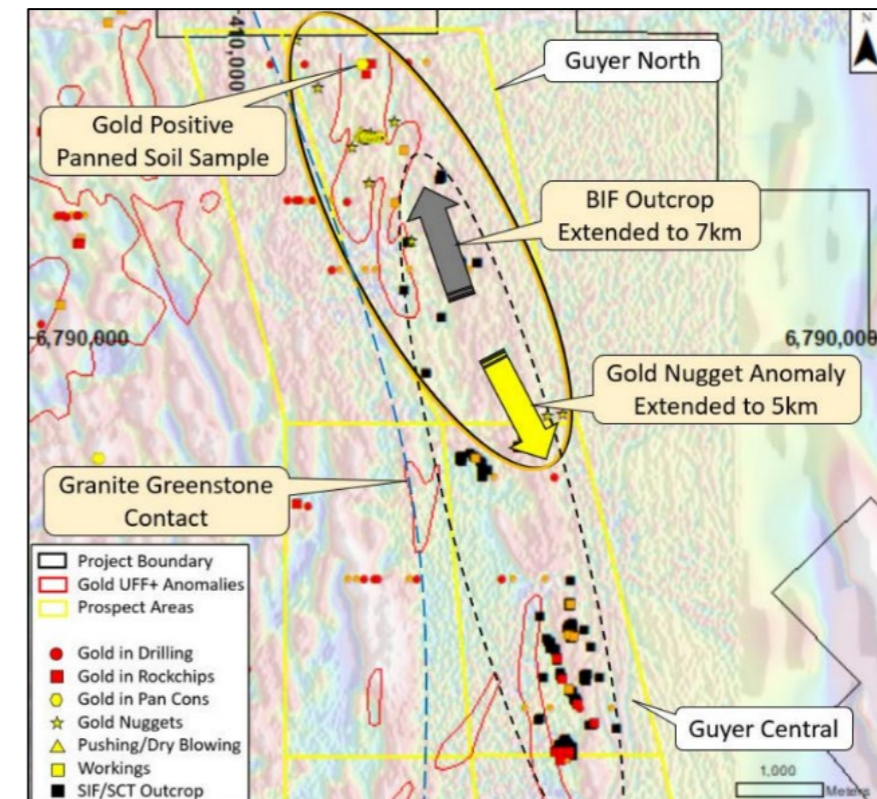 N
410,000
Guyer North
Gold Positive
Panned Soil Sample
BIF Outcrop
Extended to 7km
6,790,000
6,790,000
Gold Nugget Anomaly
Extended to 5km
Granite Greenstone
Contact
Project Boundary
Gold UFF+ Anomalies
Prospect Areas
Gold in Drilling
Gold in Rockchips
Gold in Pan Cons
Gold Nuggets
Pushing/Dry Blowing
Workings
SIF/SCT Outcrop
Guyer Central
1,000
Meters